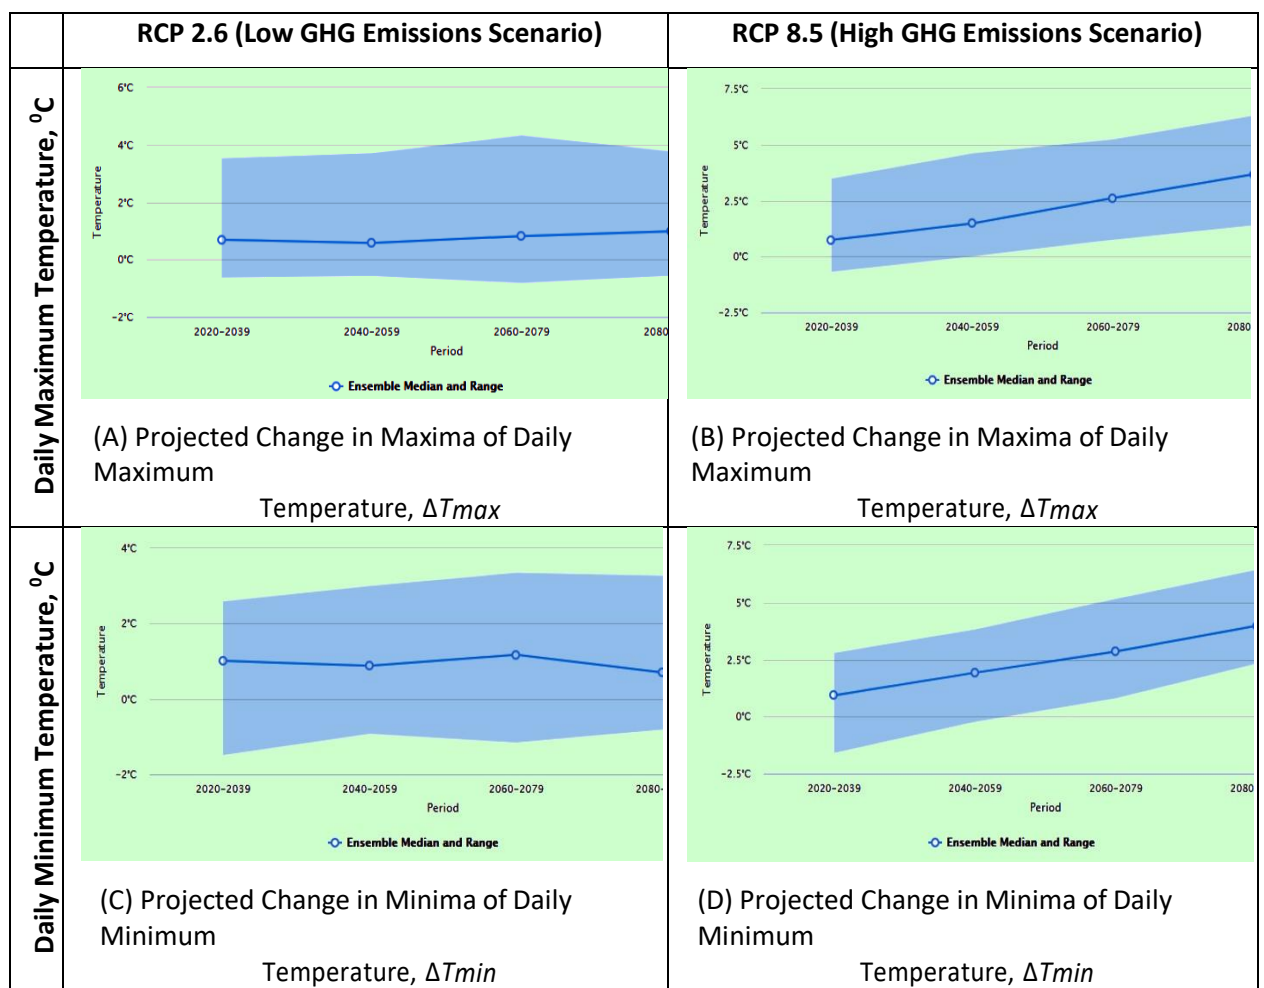 RCP 2.6 (Low GHG Emissions Scenario)
RCP 8.5 (High GHG Emissions Scenario)
Daily Maximum Temperature, ⁰C
6°C
4°C
2°C
0°C
−2°C
Temperature
2020−2039
2040−2059
2060−2079
2080
Period
Ensemble Median and Range
(A) Projected Change in Maxima of Daily
Maximum
Temperature, ΔTmax
7.5°C
5°C
2.5°C
0°C
−2.5°C
Temperature
2020−2039
2040−2059
2060−2079
2080
Period
Ensemble Median and Range
(B) Projected Change in Maxima of Daily
Maximum
Temperature, ΔTmax
Daily Minimum Temperature, ⁰C
4°C
2°C
0°C
−2°C
Temperature
2020−2039
2040−2059
2060−2079
2080−
Period
Ensemble Median and Range
(C) Projected Change in Minima of Daily
Minimum
Temperature, ΔTmin
7.5°C
5°C
2.5°C
0°C
−2.5°C
Temperature
2020−2039
2040−2059
2060−2079
2080
Period
Ensemble Median and Range
(D) Projected Change in Minima of Daily
Minimum
Temperature, ΔTmin